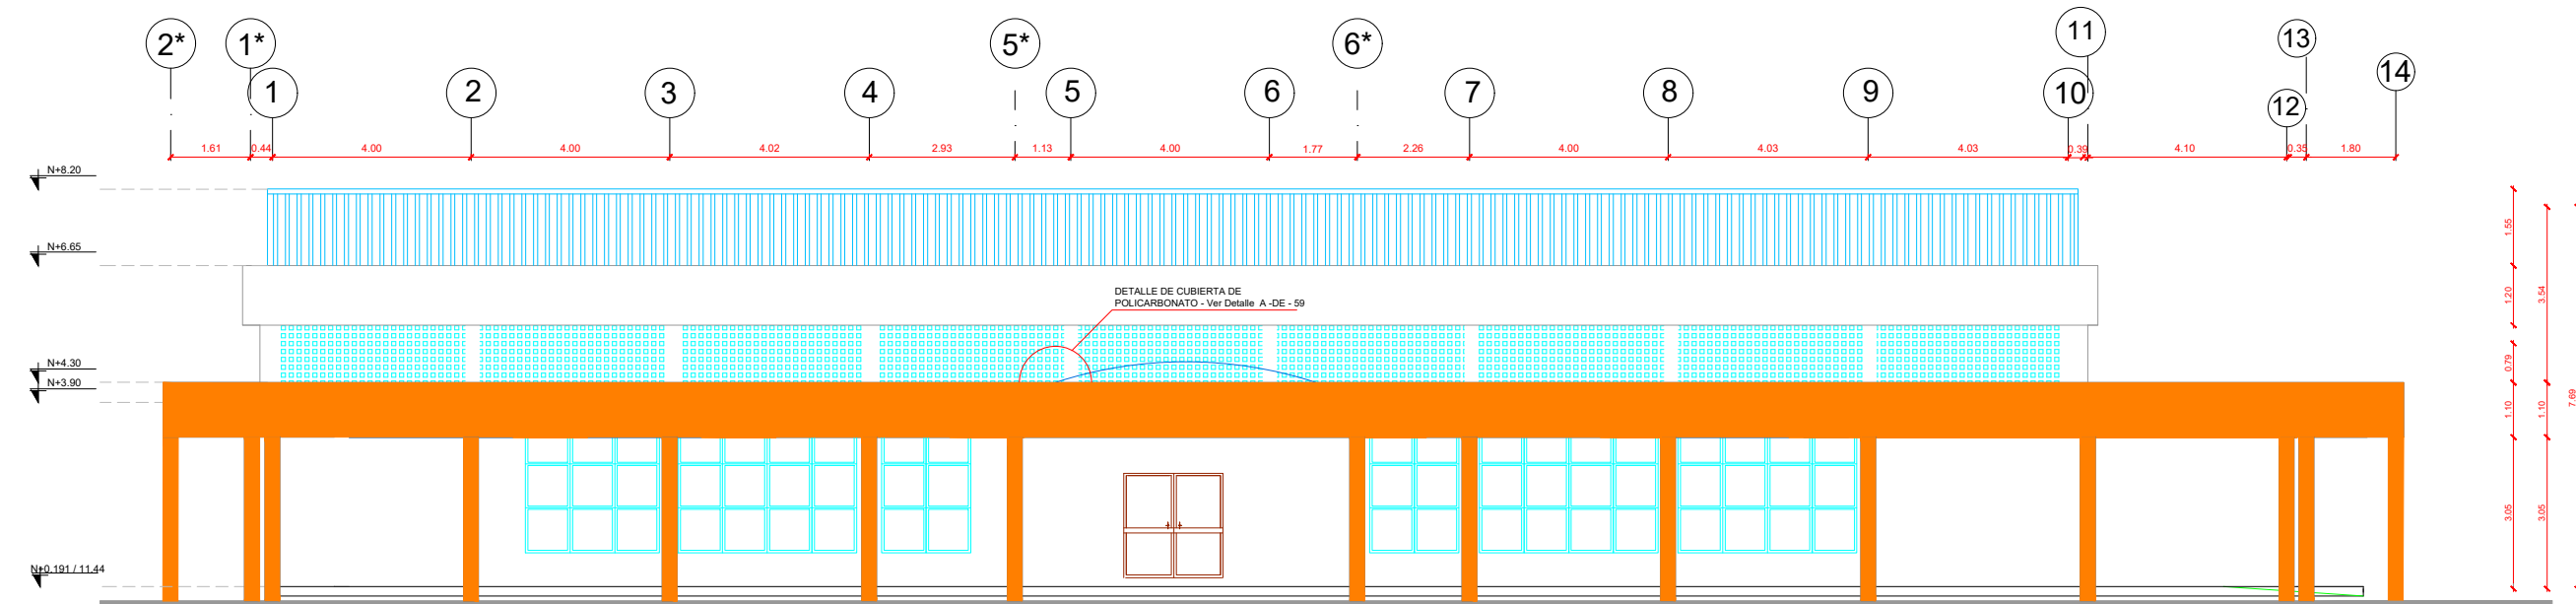 2* 1* 5* 6* 11 13
1 2 3 4 5 6 7 8 9 10 12 14
1.61 0.44 4.00 4.00 4.02 2.93 1.13 4.00 1.77 2.26 4.00 4.03 4.03 0.39 4.10 0.35 1.80
N+8.20
N+6.65
DETALLE DE CUBIERTA DE
POLICARBONATO - Ver Detalle A -DE - 59
N+4.30
N+3.90
N+0.191 / 11.44
1.55
1.20
0.79
1.10
3.05
3.54
1.10
3.05
7.69